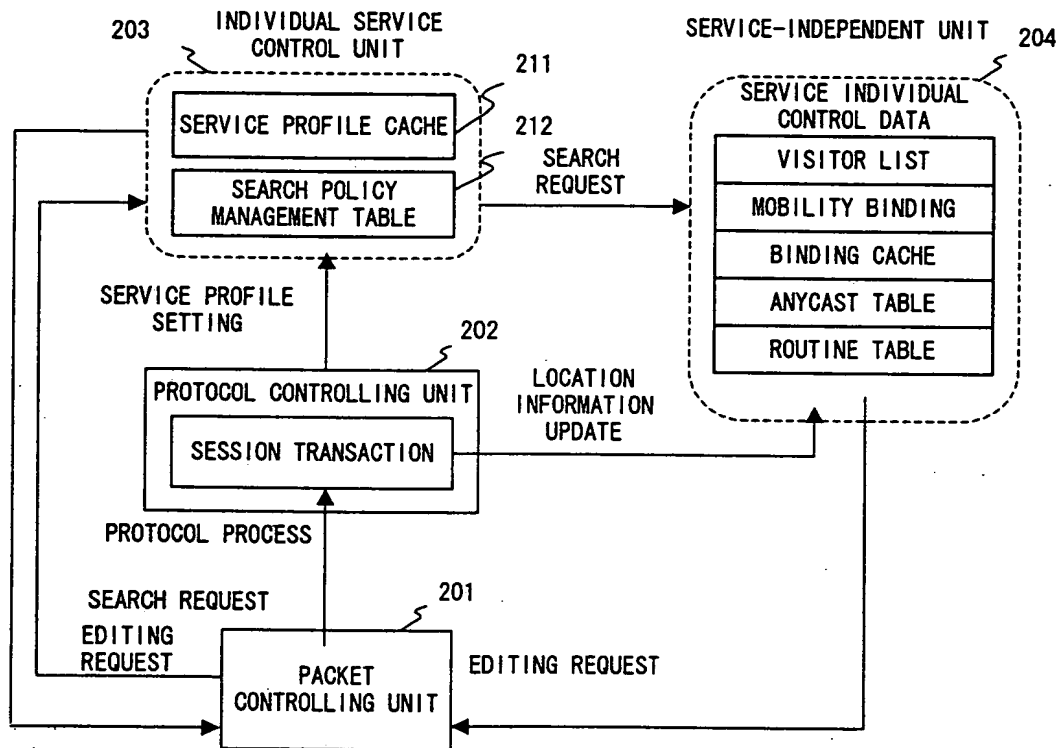 203
INDIVIDUAL SERVICE
CONTROL UNIT
SERVICE-INDEPENDENT UNIT
204
211
SERVICE PROFILE CACHE
212
SEARCH POLICY
MANAGEMENT TABLE
SEARCH
REQUEST
SERVICE INDIVIDUAL
CONTROL DATA
VISITOR LIST
MOBILITY BINDING
BINDING CACHE
ANYCAST TABLE
ROUTINE TABLE
SERVICE PROFILE
SETTING
202
PROTOCOL CONTROLLING UNIT
SESSION TRANSACTION
LOCATION
INFORMATION
UPDATE
PROTOCOL PROCESS
SEARCH REQUEST
EDITING
REQUEST
201
PACKET
CONTROLLING UNIT
EDITING REQUEST